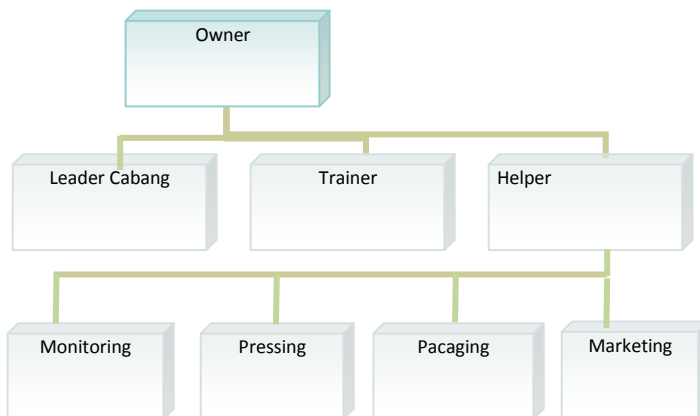 Owner
Leader Cabang
Trainer
Helper
Monitoring
Pressing
Pacaging
Marketing